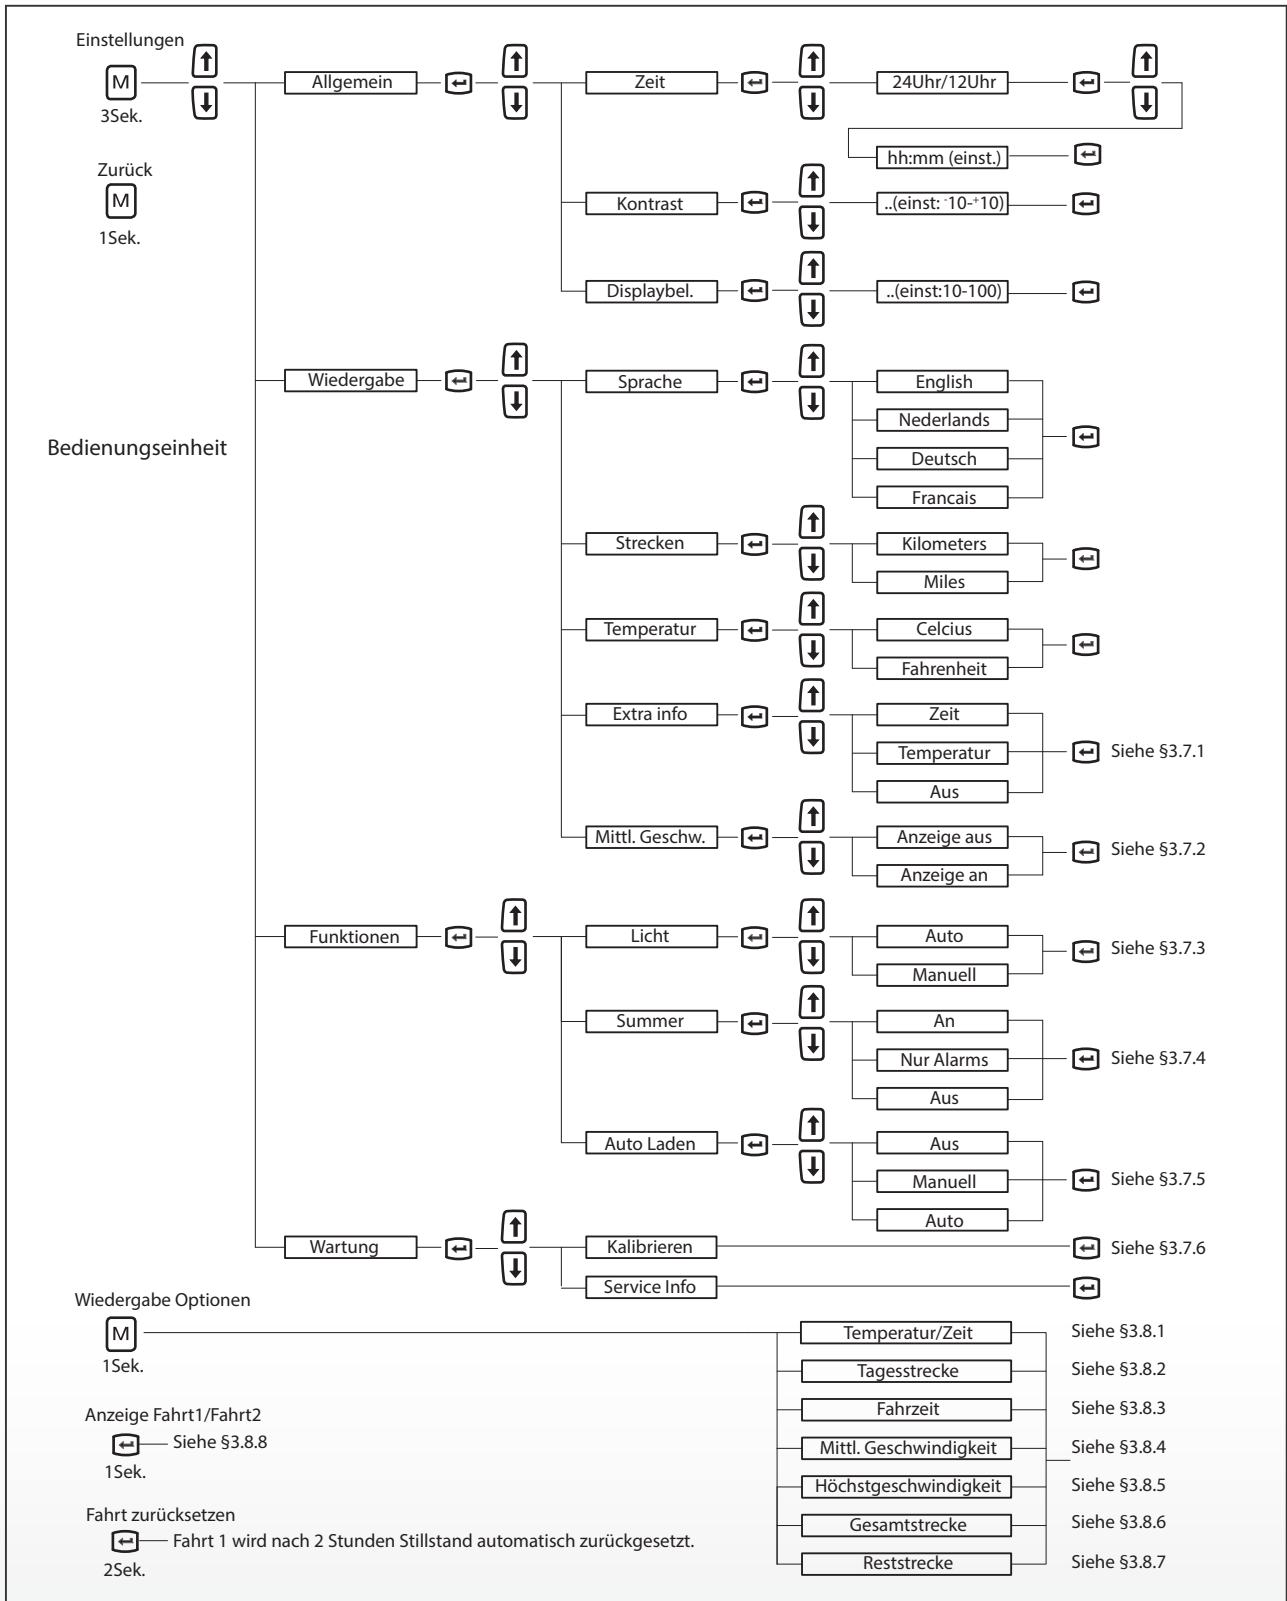 Einstellungen
M
3Sek.
Allgemein
Zeit
24Uhr/12Uhr
hh:mm (einst.)
Zurück
M
1Sek.
Kontrast
..(einst: -10-+10)
Displaybel.
..(einst:10-100)
Bedienungseinheit
Wiedergabe
Sprache
English
Nederlands
Deutsch
Francais
Strecken
Kilometers
Miles
Temperatur
Celcius
Fahrenheit
Extra info
Zeit
Temperatur
Siehe §3.7.1
Aus
Mittl. Geschw.
Anzeige aus
Siehe §3.7.2
Anzeige an
Funktionen
Licht
Auto
Siehe §3.7.3
Manuell
Summer
An
Nur Alarms
Siehe §3.7.4
Aus
Auto Laden
Aus
Manuell
Siehe §3.7.5
Auto
Wartung
Kalibrieren
Siehe §3.7.6
Service Info
Wiedergabe Optionen
M
1Sek.
Temperatur/Zeit
Siehe §3.8.1
Tagesstrecke
Siehe §3.8.2
Fahrzeit
Siehe §3.8.3
Mittl. Geschwindigkeit
Siehe §3.8.4
Höchstgeschwindigkeit
Siehe §3.8.5
Gesamtstrecke
Siehe §3.8.6
Reststrecke
Siehe §3.8.7
Anzeige Fahrt1/Fahrt2
Siehe §3.8.8
1Sek.
Fahrt zurücksetzen
Fahrt 1 wird nach 2 Stunden Stillstand automatisch zurückgesetzt.
2Sek.